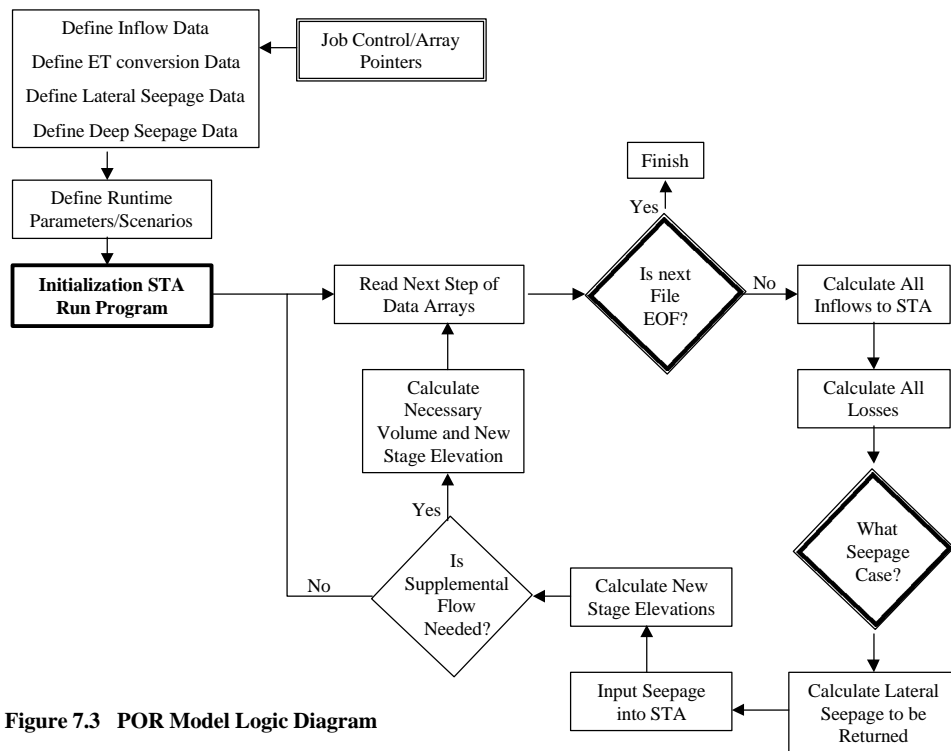 Define Inflow Data
Define ET conversion Data
Define Lateral Seepage Data
Define Deep Seepage Data
Job Control/Array
Pointers
Define Runtime
Parameters/Scenarios
Initialization STA
Run Program
Read Next Step of
Data Arrays
Finish
Yes
Is next
File
EOF?
No
Calculate All
Inflows to STA
Calculate All
Losses
What
Seepage
Case?
Calculate Lateral
Seepage to be
Returned
Input Seepage
into STA
Calculate New
Stage Elevations
Is
Supplemental
Flow
Needed?
No
Yes
Calculate
Necessary
Volume and New
Stage Elevation
Figure 7.3 POR Model Logic Diagram